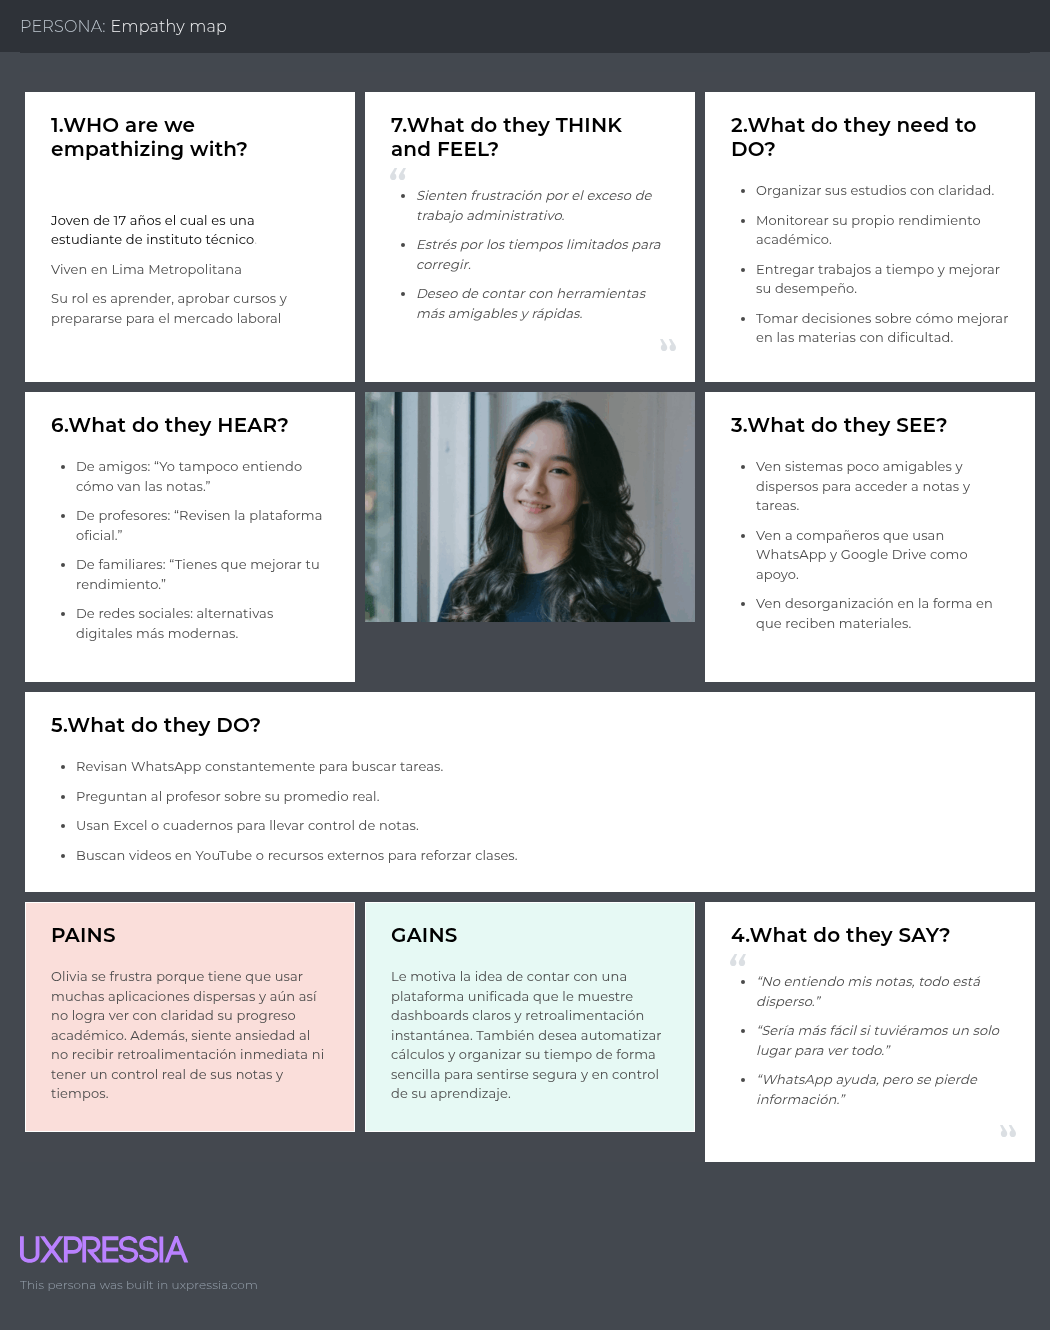 PERSONA: Empathy map
1.WHO are we
empathizing with?
Joven de 17 años el cual es una
estudiante de instituto técnico
Viven en Lima Metropolitana
Su rol es aprender, aprobar cursos y
prepararse para el mercado laboral
7.What do they THINK
and FEEL?
“
• Sienten frustración por el exceso de
trabajo administrativo.
• Estrés por los tiempos limitados para
corregir.
• Deseo de contar con herramientas
más amigables y rápidas.
”
2.What do they need to
DO?
• Organizar sus estudios con claridad.
• Monitorear su propio rendimiento
académico.
• Entregar trabajos a tiempo y mejorar
su desempeño.
• Tomar decisiones sobre cómo mejorar
en las materias con dificultad.
6.What do they HEAR?
• De amigos: “Yo tampoco entiendo
cómo van las notas.”
• De profesores: “Revisen la plataforma
oficial.”
• De familiares: “Tienes que mejorar tu
rendimiento.”
• De redes sociales: alternativas
digitales más modernas.
3.What do they SEE?
• Ven sistemas poco amigables y
dispersos para acceder a notas y
tareas.
• Ven a compañeros que usan
WhatsApp y Google Drive como
apoyo.
• Ven desorganización en la forma en
que reciben materiales.
5.What do they DO?
• Revisan WhatsApp constantemente para buscar tareas.
• Preguntan al profesor sobre su promedio real.
• Usan Excel o cuadernos para llevar control de notas.
• Buscan videos en YouTube o recursos externos para reforzar clases.
PAINS
Olivia se frustra porque tiene que usar
muchas aplicaciones dispersas y aún así
no logra ver con claridad su progreso
académico. Además, siente ansiedad al
no recibir retroalimentación inmediata ni
tener un control real de sus notas y
tiempos.
GAINS
Le motiva la idea de contar con una
plataforma unificada que le muestre
dashboards claros y retroalimentación
instantánea. También desea automatizar
cálculos y organizar su tiempo de forma
sencilla para sentirse segura y en control
de su aprendizaje.
4.What do they SAY?
“
• “No entiendo mis notas, todo está
disperso.”
• “Sería más fácil si tuviéramos un solo
lugar para ver todo.”
• “WhatsApp ayuda, pero se pierde
información.”
”
UXPRESSIA
This persona was built in uxpressia.com